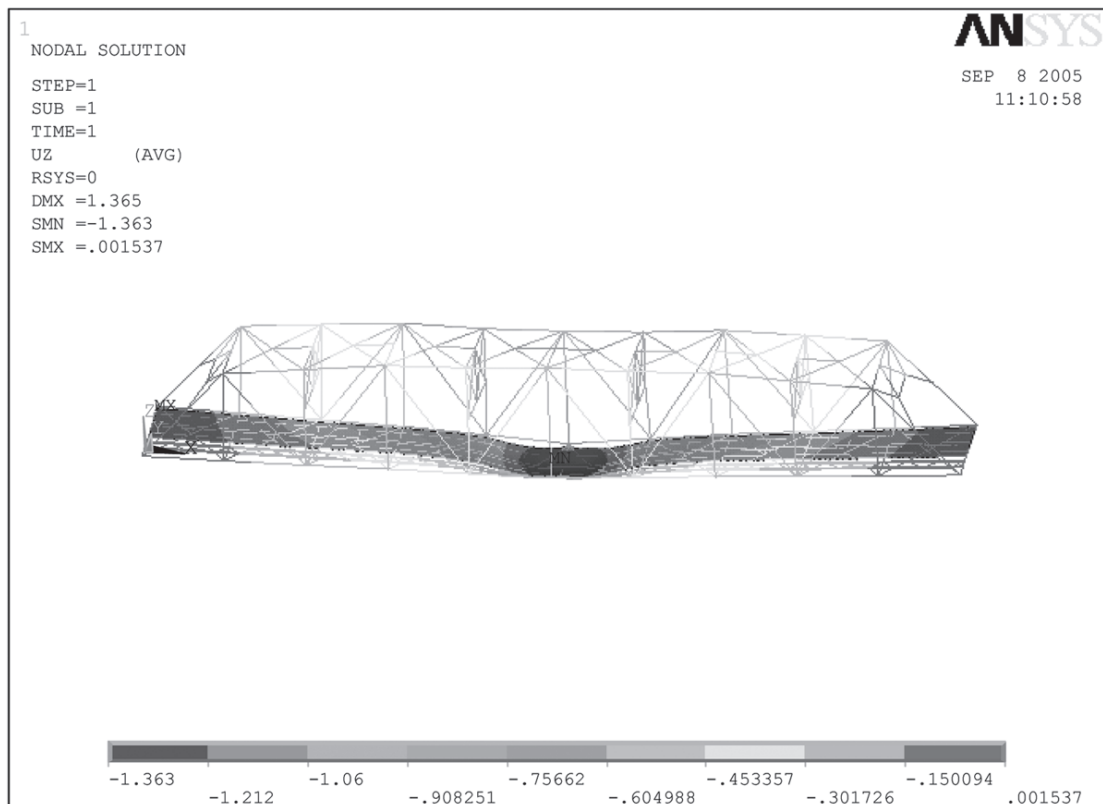 1
NODAL SOLUTION
STEP=1
SUB =1
TIME=1
UZ (AVG)
RSYS=0
DMX =1.365
SMN =-1.363
SMX =.001537
ANSYS
SEP 8 2005
11:10:58
MX
Z
X
MN
-1.363 -1.06 -.75662 -.453357 -.150094
-1.212 -.908251 -.604988 -.301726 .001537